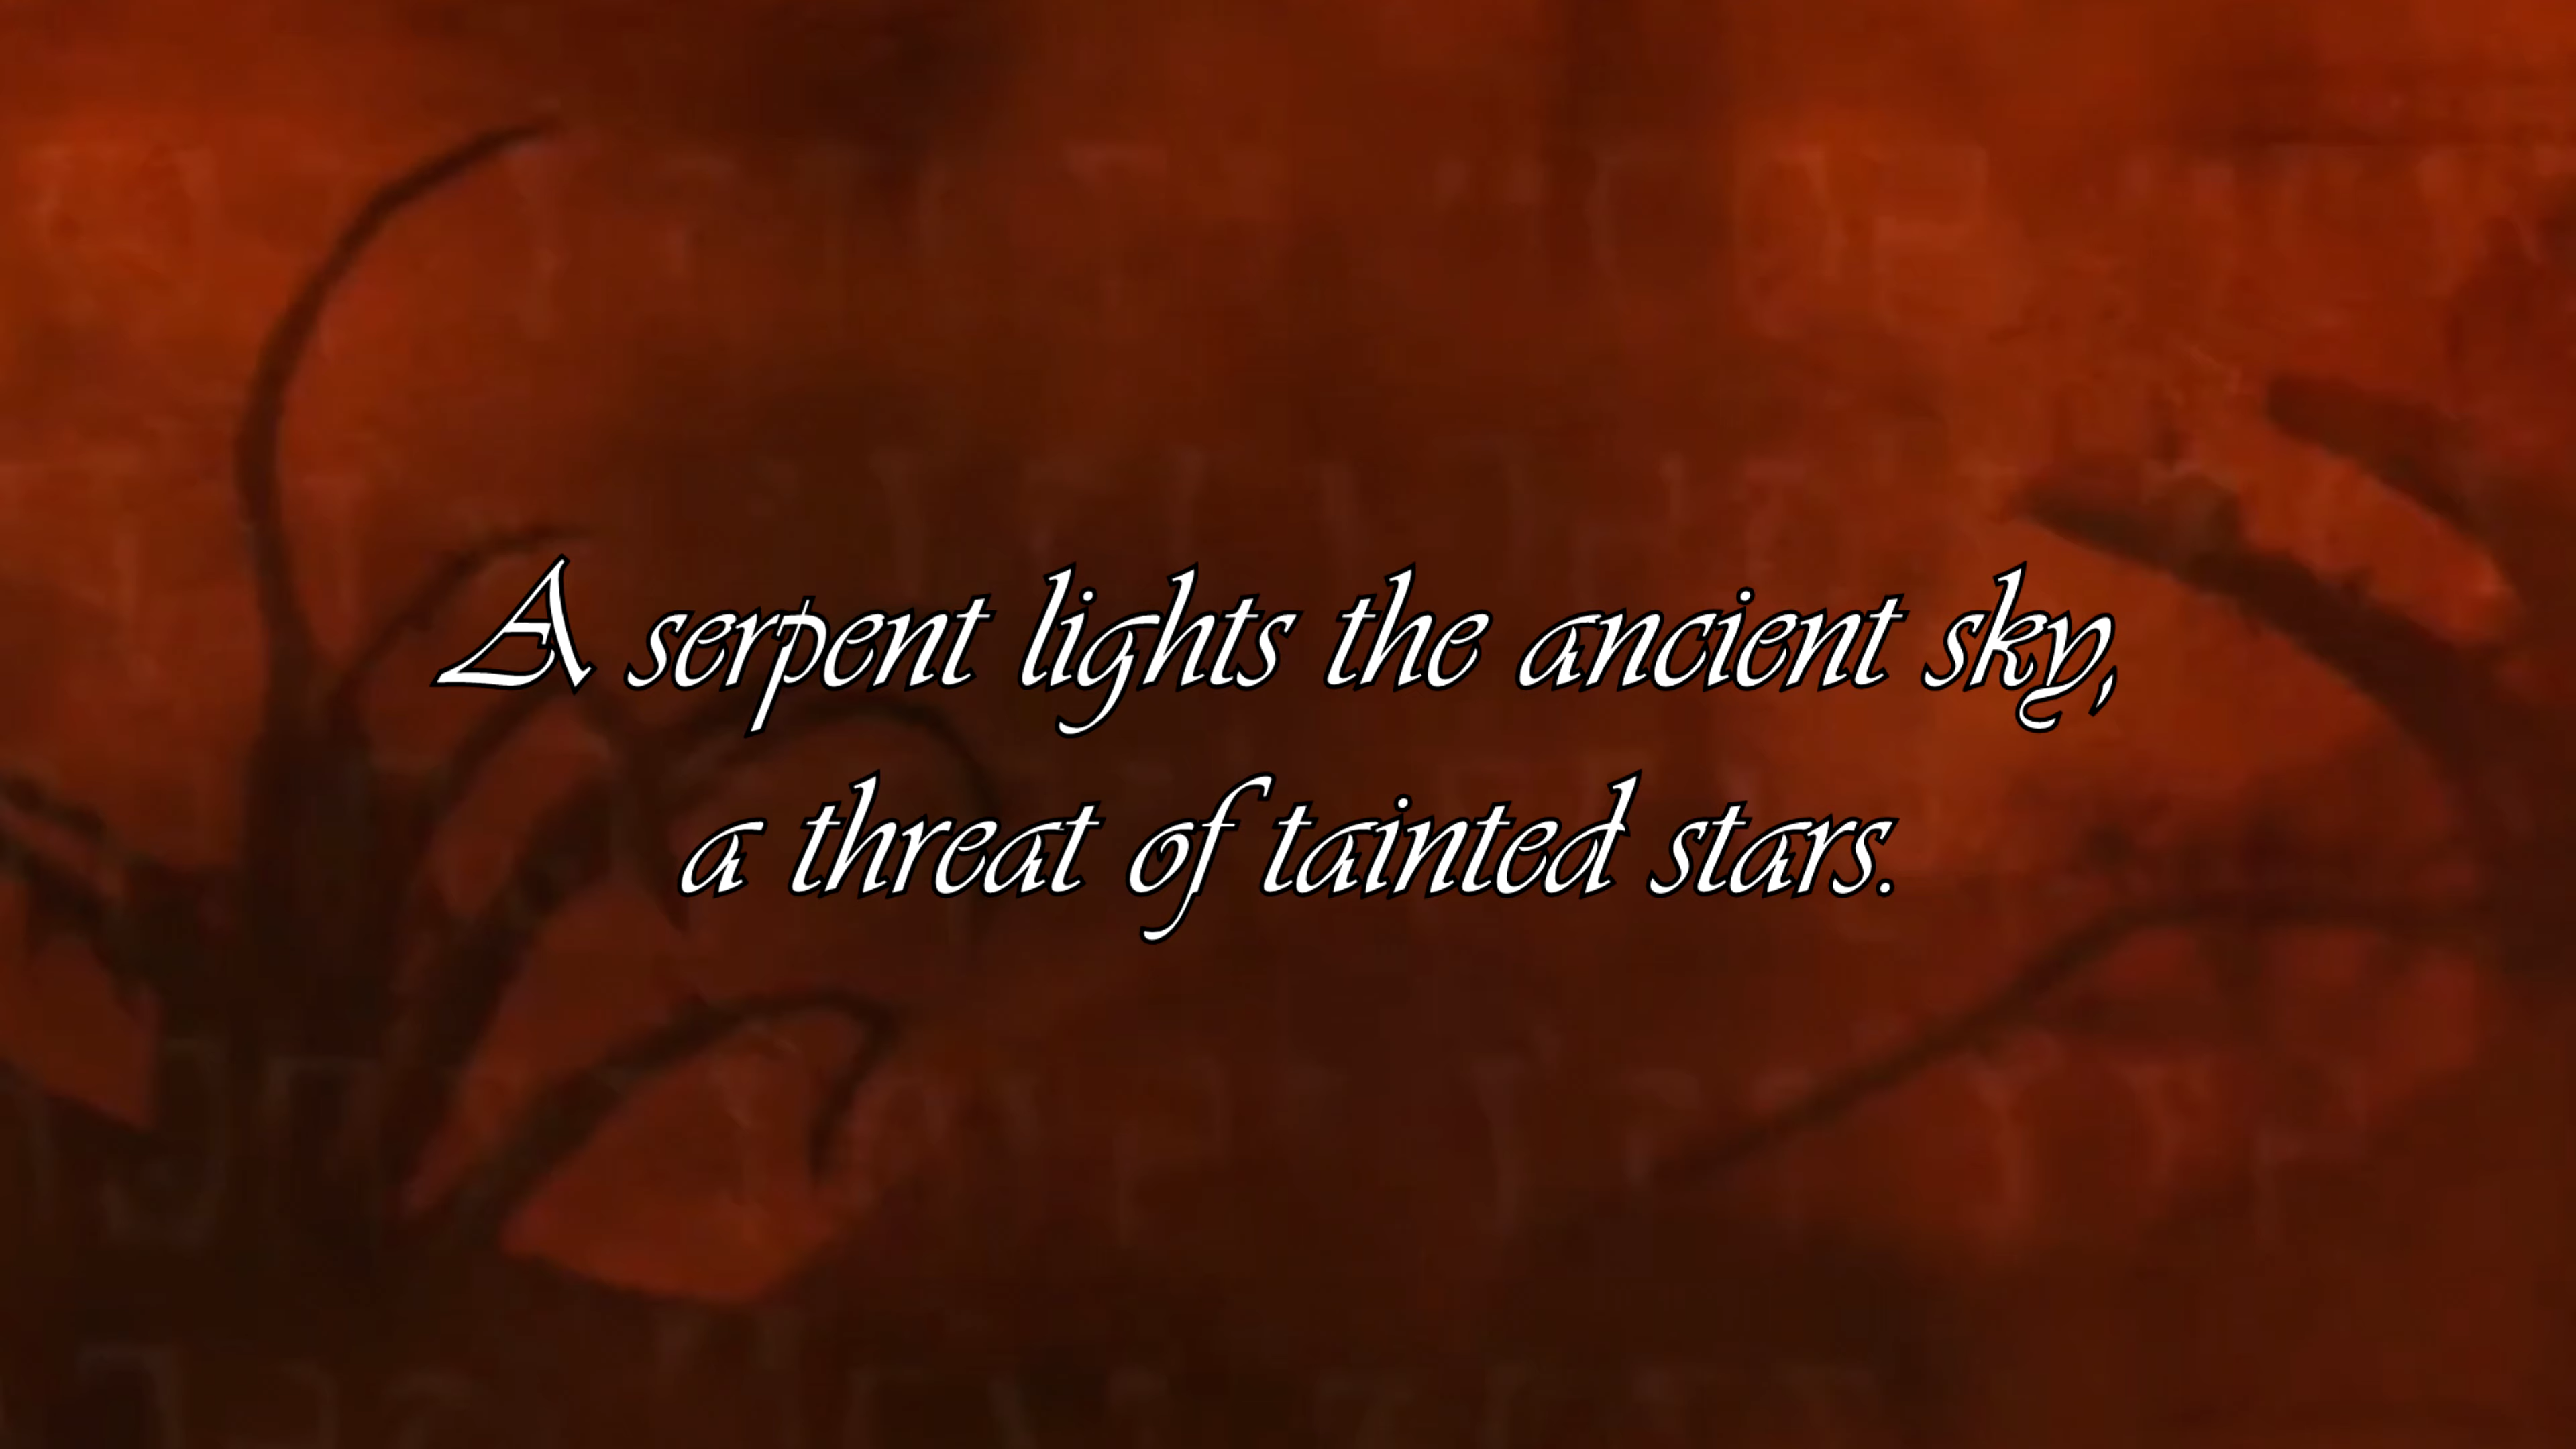 A serpent lights the ancient sky,
a threat of tainted stars.